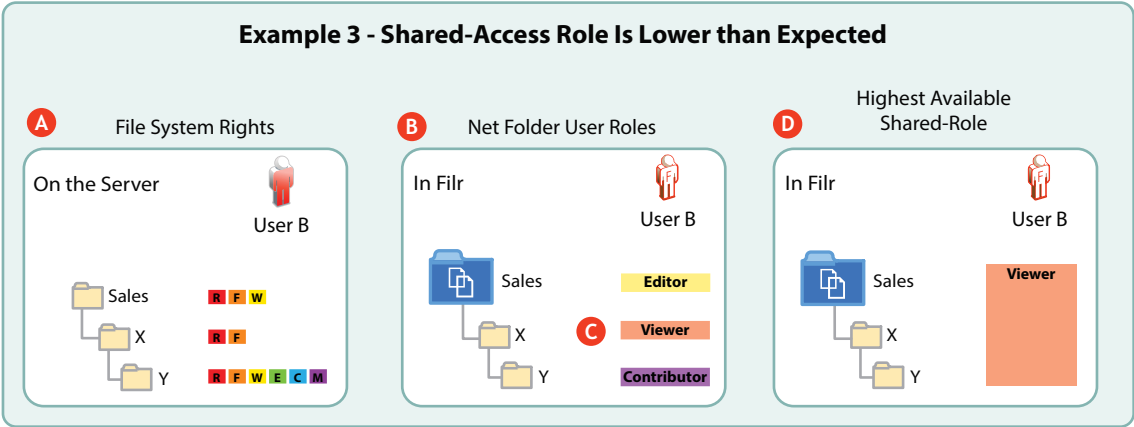 Example 3 - Shared-Access Role Is Lower than Expected
A
File System Rights
On the Server
User B
Sales
R F W
X
R F
Y
R F W E C M
B
Net Folder User Roles
In Filr
F
User B
Sales
Editor
X
C
Viewer
Y
Contributor
D
Highest Available
Shared-Role
In Filr
F
User B
Sales
Viewer
X
Y